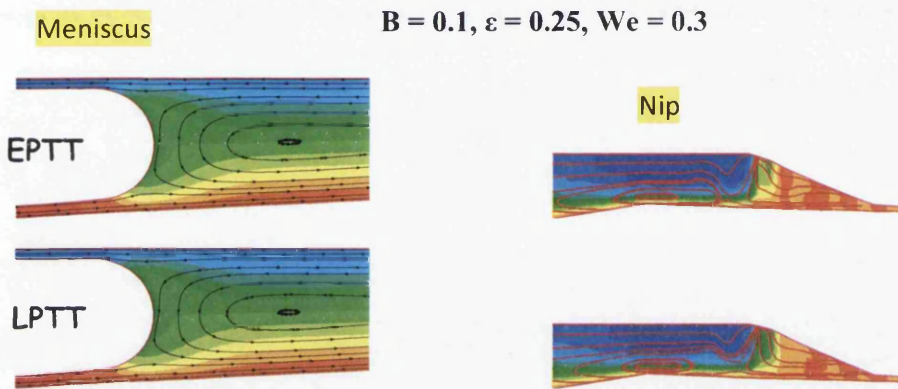 B = 0.1, ε = 0.25, We = 0.3
Meniscus
Nip
EPTT
LPTT